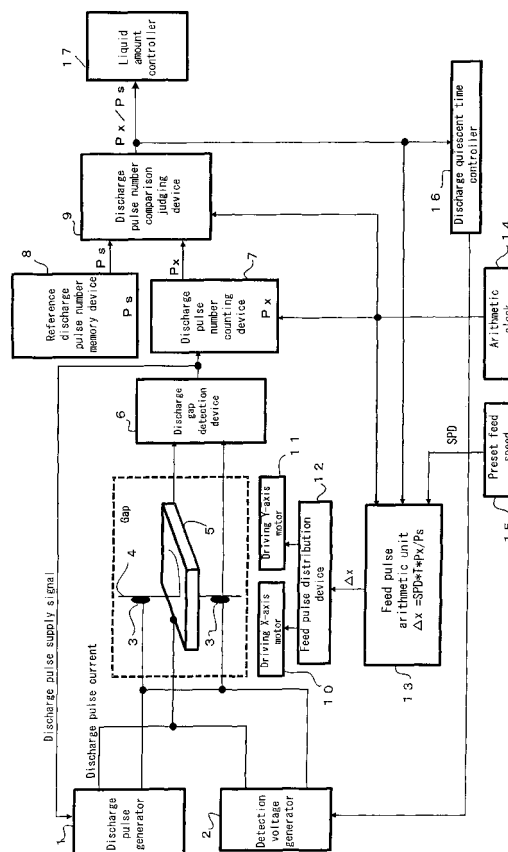 Discharge pulse supply signal
Discharge pulse current
1
Discharge
pulse
generator
2
Detection
voltage
generator
Gap
4
3
3
5
6
Discharge
gap
detection
device
8
Reference
discharge
pulse number
memory device
Ps
Ps
Discharge
pulse
number
counting
device
Px
7
Px
9
Discharge
pulse number
comparison
judging
device
Px/Ps
17
Liquid
amount
controller
Driving X-axis
motor
10
Driving Y-axis
motor
11
Feed pulse distribution
device
12
Δx
Feed pulse
arithmetic unit
Δx =SPD*T*Px/Ps
13
SPD
Preset feed
15
Arithmetic
14
Discharge quiescent time
controller
16